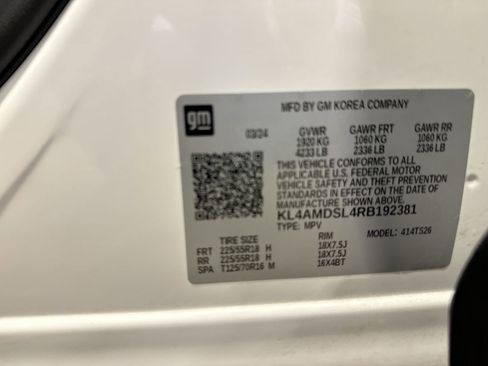 gm
MFD BY GM KOREA COMPANY
03/24 GVWR GAWR FRT GAWR RR
1920 KG 1060 KG 1060 KG
4233 LB 2336 LB 2336 LB
THIS VEHICLE CONFORMS TO ALL
APPLICABLE U.S. FEDERAL MOTOR
VEHICLE SAFETY AND THEFT PREVENTION
STANDARDS IN EFFECT ON THE DATE OF
MANUFACTURE SHOWN ABOVE.
KL4AMDSL4RB192381
TYPE: MPV MODEL: 414TS26
TIRE SIZE RIM
FRT 225/55R18 H 18X7.5J
RR 225/55R18 H 18X7.5J
SPA T125/70R16 M 16X4BT